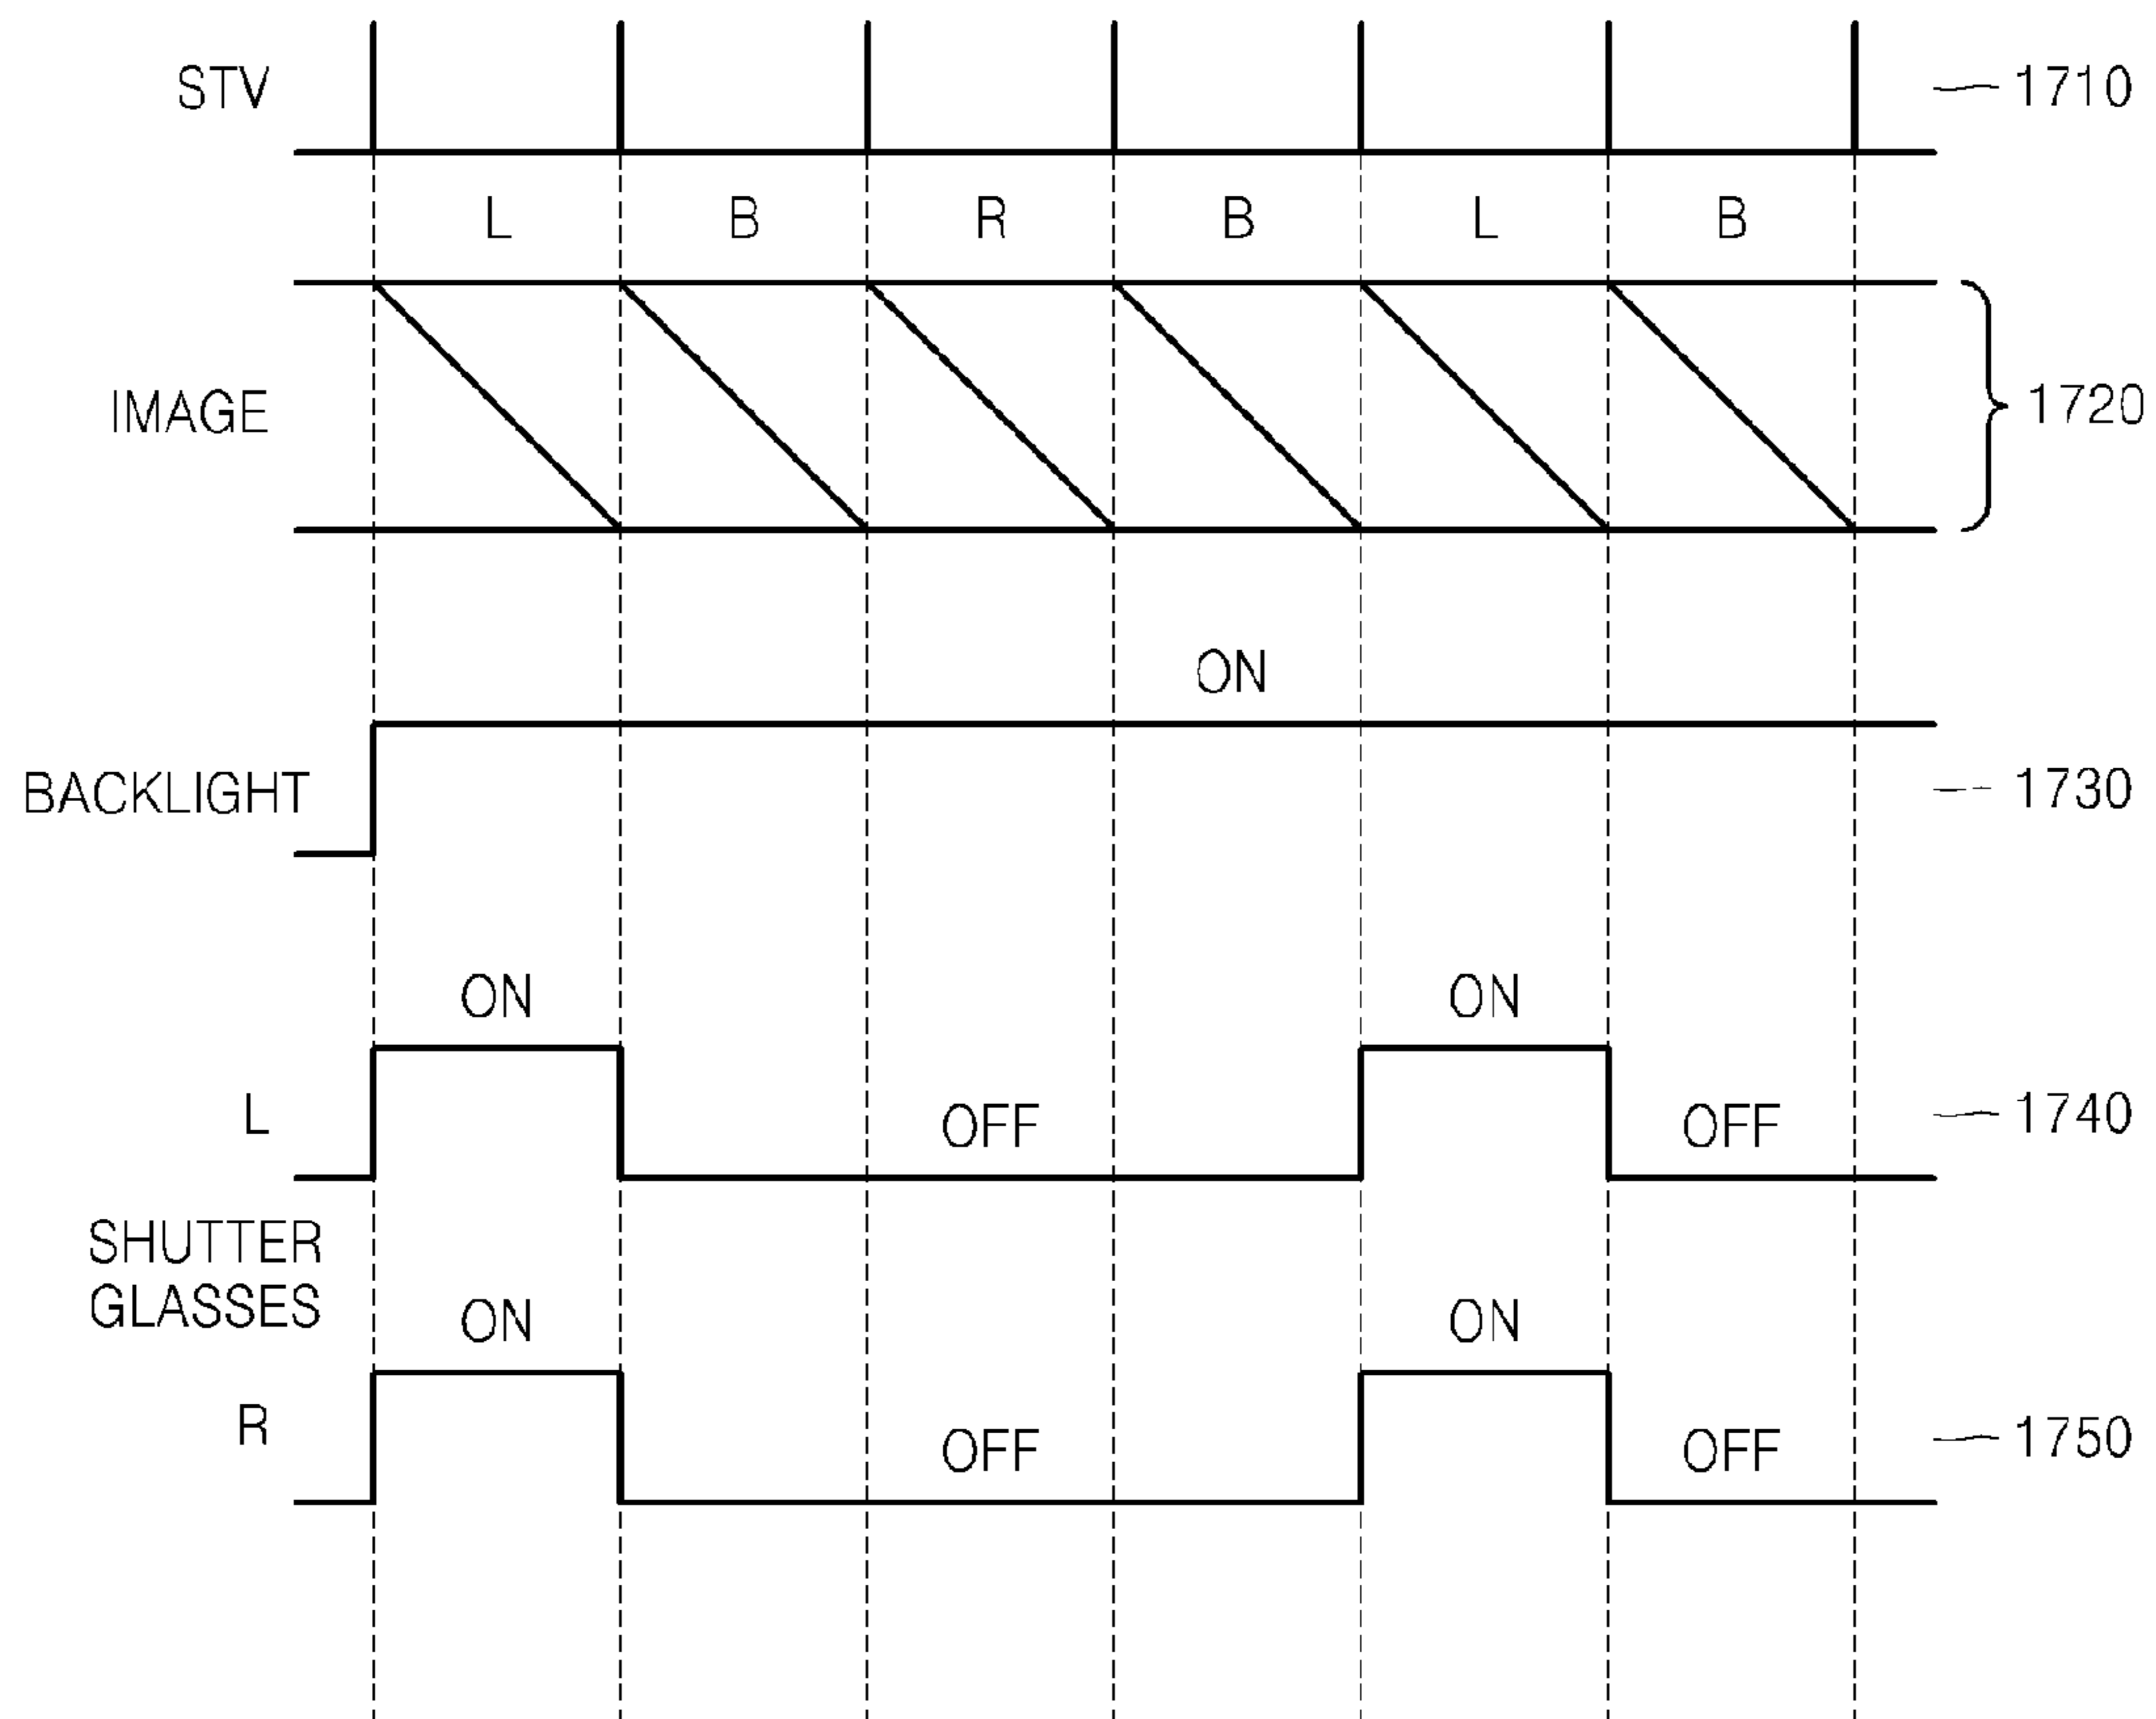 STV 1710
L B R B L B
IMAGE 1720
ON
BACKLIGHT 1730
ON ON
L OFF OFF 1740
SHUTTER
GLASSES
ON ON
R OFF OFF 1750